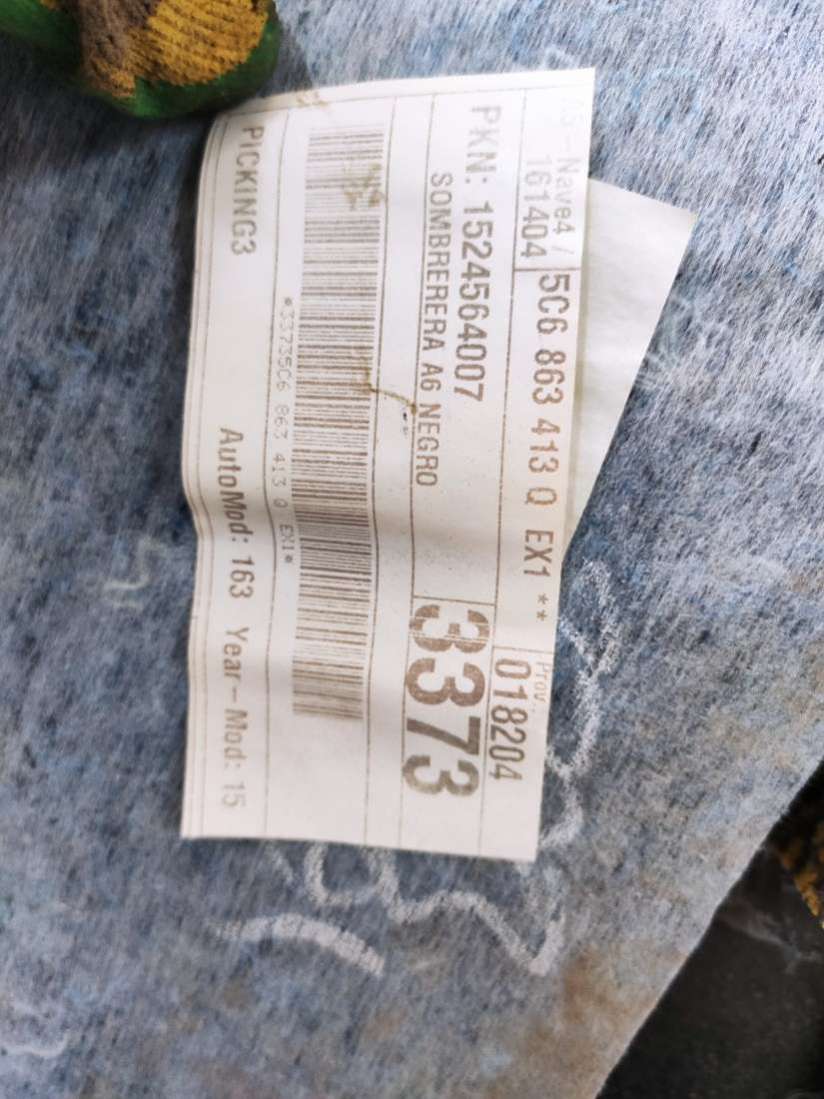 Nave4 /
161404
5C6 863 413 Q EX1 **
Prov.:
018204
PKN: 1524564007
SOMBRERERA A6 NEGRO
3373
*33735C6 863 413 Q EX1*
PICKING3 AutoMod: 163 Year-Mod: 15